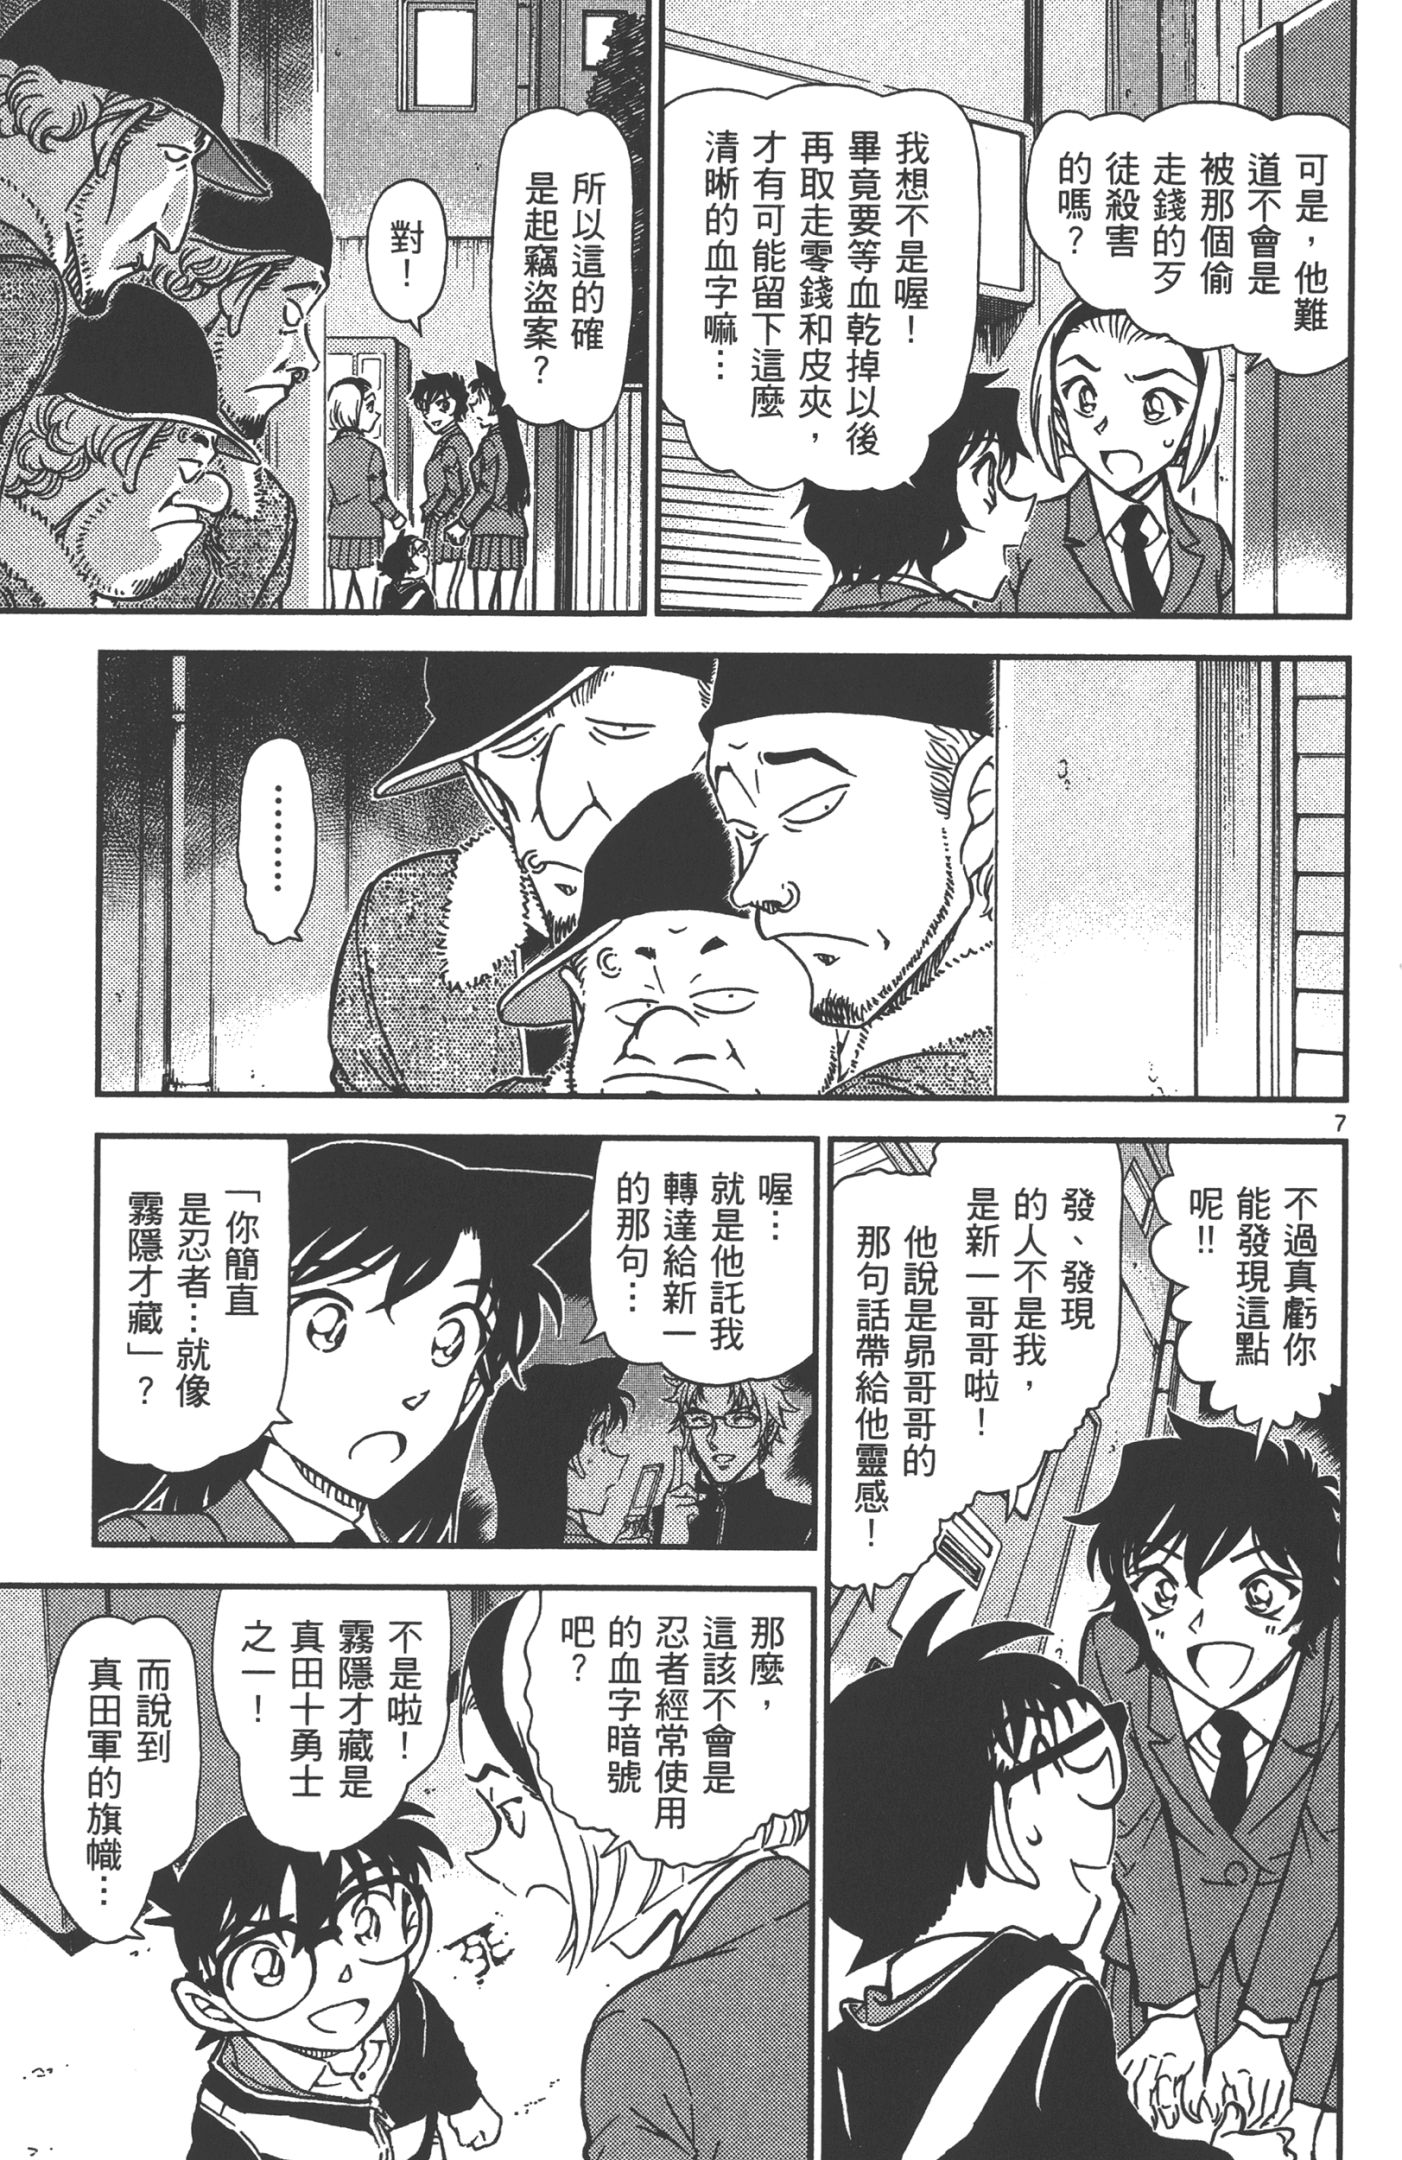 可是，他難
道不會是
被那個偷
走錢的歹
徒殺害
的嗎？
我想不是喔！
畢竟要等血乾掉以後
再取走零錢和皮夾，
才有可能留下這麼
清晰的血字嘛…
所以這的確
是起竊盜案？
對！
………
7
不過真虧你
能發現這點
呢!!
發、發現
的人不是我，
是新一哥哥啦！
他說是昴哥哥的
那句話帶給他靈感！
喔…
就是他託我
轉達給新一
的那句…
「你簡直
是忍者…就像
霧隱才藏」？
那麼，
這該不會是
忍者經常使用
的血字暗號
吧？
不是啦！
霧隱才藏是
真田十勇士
之一！
而說到
真田軍的旗幟…
死